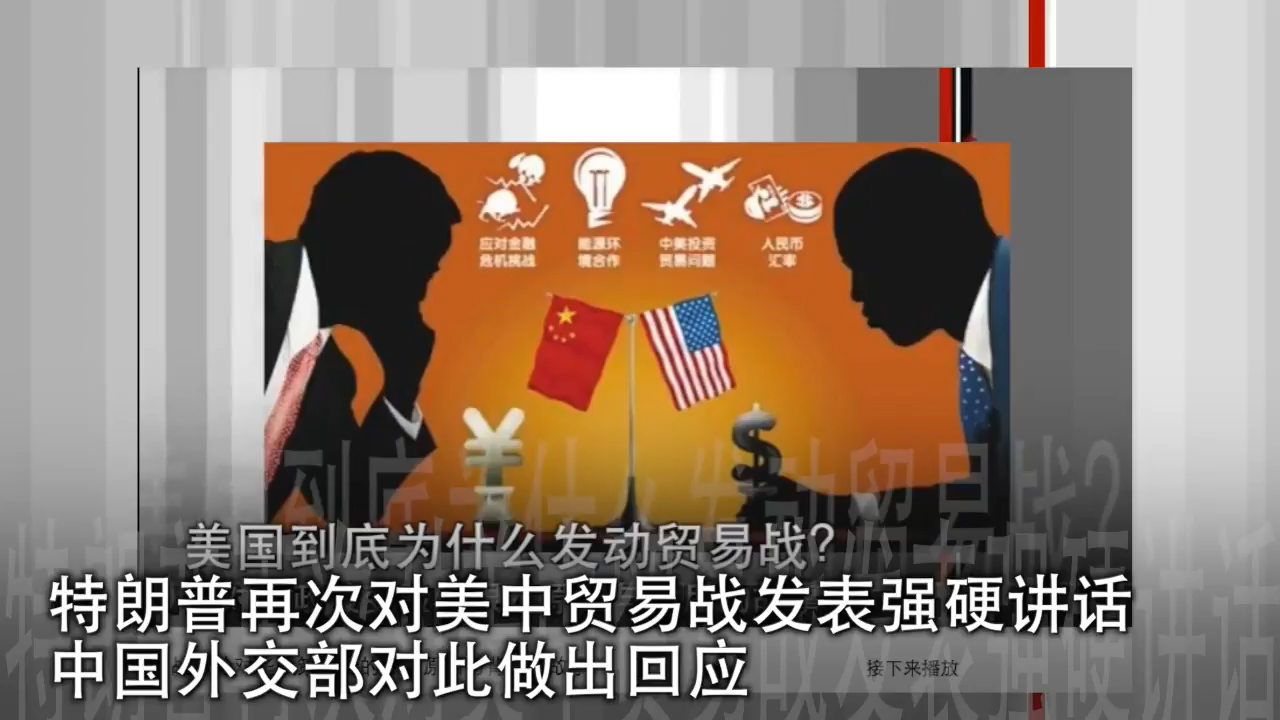 应对金融
危机挑战
能源环
境合作
中美投资
贸易问题
人民币
汇率
美国到底为什么发动贸易战?
特朗普再次对美中贸易战发表强硬讲话
中国外交部对此做出回应
接下来播放